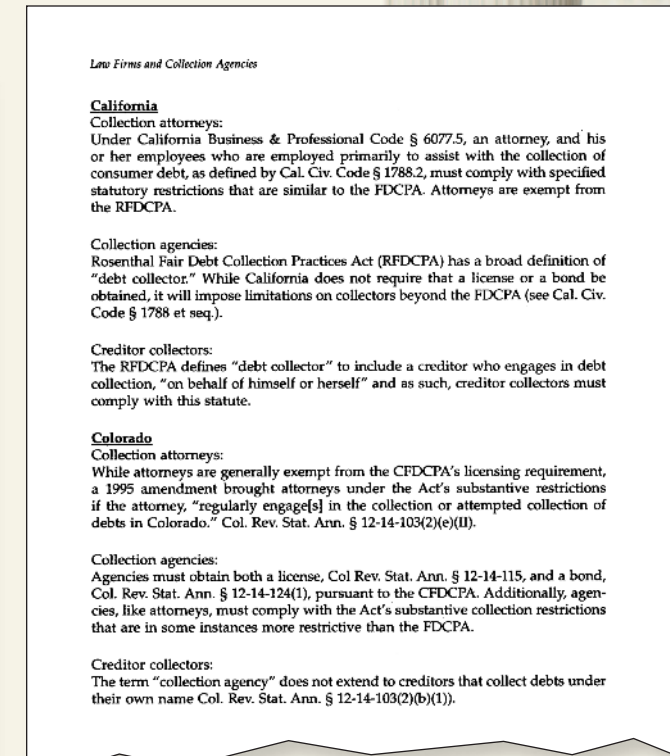 Law Firms and Collection Agencies
California
Collection attorneys:
Under California Business & Professional Code § 6077.5, an attorney, and his
or her employees who are employed primarily to assist with the collection of
consumer debt, as defined by Cal. Civ. Code § 1788.2, must comply with specified
statutory restrictions that are similar to the FDCPA. Attorneys are exempt from
the RFDCPA.
Collection agencies:
Rosenthal Fair Debt Collection Practices Act (RFDCPA) has a broad definition of
"debt collector." While California does not require that a license or a bond be
obtained, it will impose limitations on collectors beyond the FDCPA (see Cal. Civ.
Code § 1788 et seq.).
Creditor collectors:
The RFDCPA defines "debt collector" to include a creditor who engages in debt
collection, "on behalf of himself or herself" and as such, creditor collectors must
comply with this statute.
Colorado
Collection attorneys:
While attorneys are generally exempt from the CFDCPA's licensing requirement,
a 1995 amendment brought attorneys under the Act's substantive restrictions
if the attorney, "regularly engage[s] in the collection or attempted collection of
debts in Colorado." Col. Rev. Stat. Ann. § 12-14-103(2)(e)(II).
Collection agencies:
Agencies must obtain both a license, Col Rev. Stat. Ann. § 12-14-115, and a bond,
Col. Rev. Stat. Ann. § 12-14-124(1), pursuant to the CFDCPA. Additionally, agen-
cies, like attorneys, must comply with the Act's substantive collection restrictions
that are in some instances more restrictive than the FDCPA.
Creditor collectors:
The term "collection agency" does not extend to creditors that collect debts under
their own name Col. Rev. Stat. Ann. § 12-14-103(2)(b)(1)).